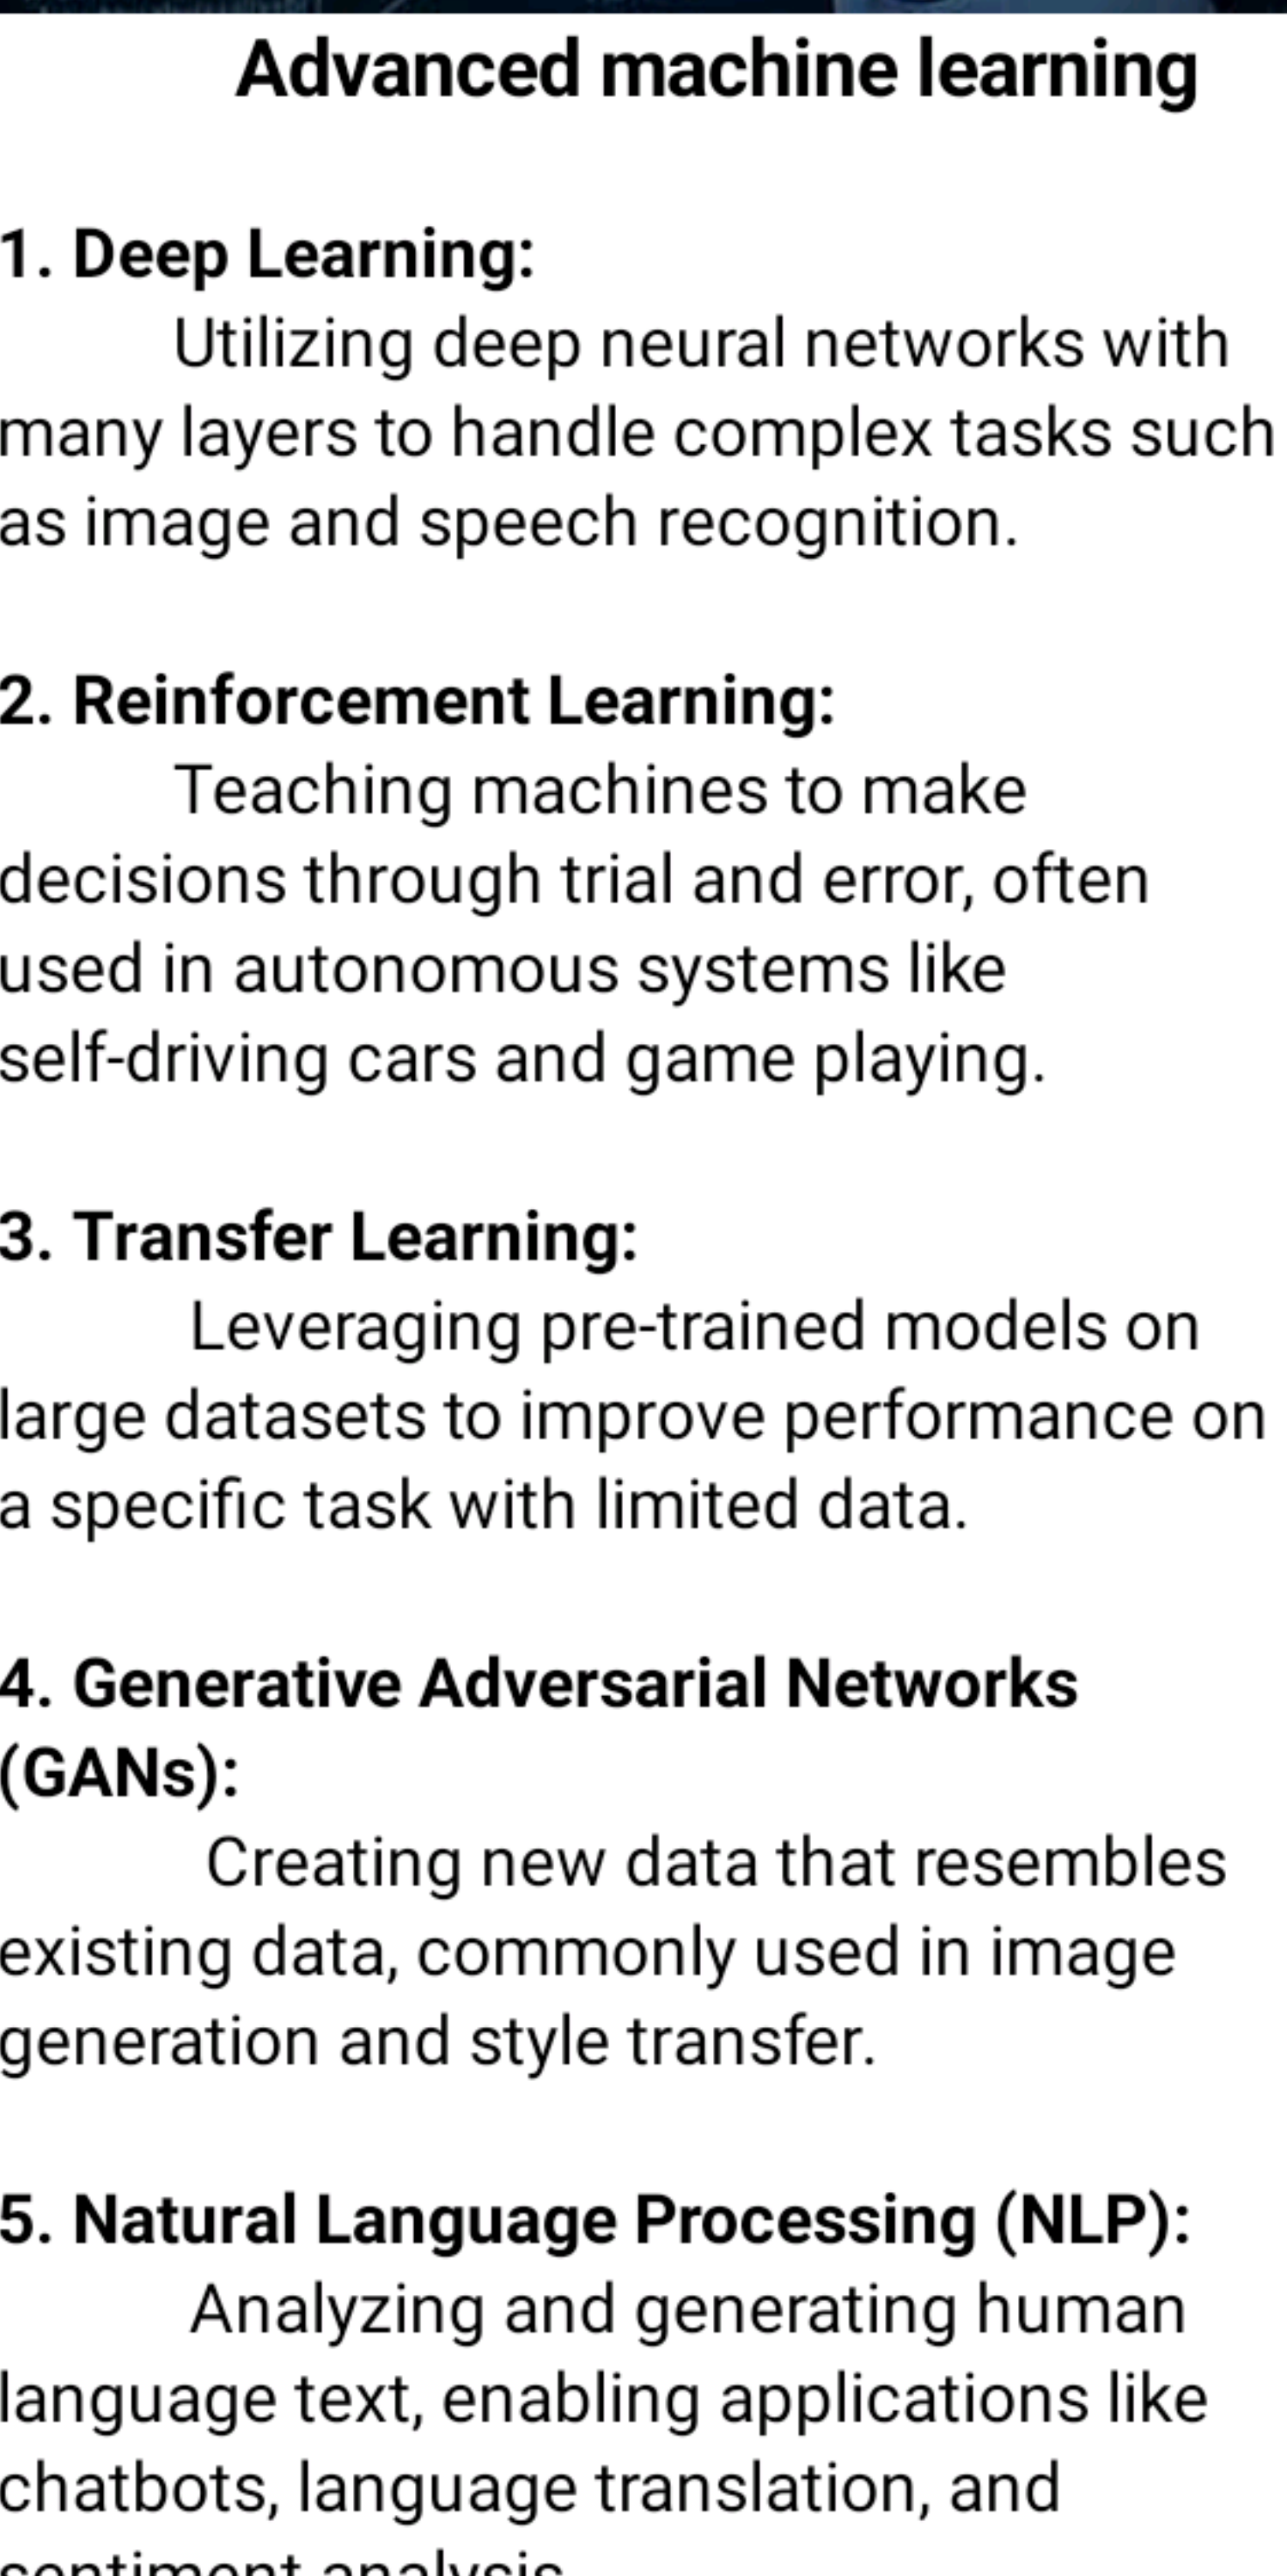 Advanced machine learning
1. Deep Learning:
Utilizing deep neural networks with
many layers to handle complex tasks such
as image and speech recognition.
2. Reinforcement Learning:
Teaching machines to make
decisions through trial and error, often
used in autonomous systems like
self-driving cars and game playing.
3. Transfer Learning:
Leveraging pre-trained models on
large datasets to improve performance on
a specific task with limited data.
4. Generative Adversarial Networks
(GANs):
Creating new data that resembles
existing data, commonly used in image
generation and style transfer.
5. Natural Language Processing (NLP):
Analyzing and generating human
language text, enabling applications like
chatbots, language translation, and
sentiment analysis